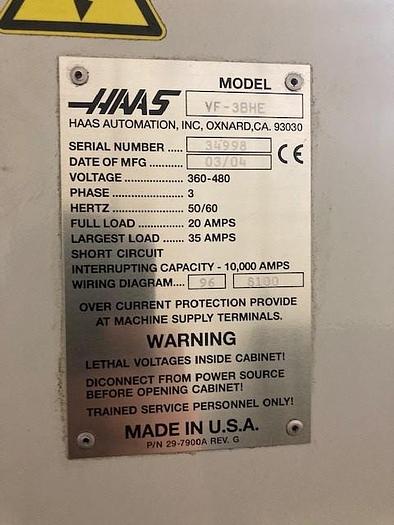 MODEL
HAAS VF-3BHE
HAAS AUTOMATION, INC, OXNARD,CA. 93030
SERIAL NUMBER ..... 34998
DATE OF MFG ............ 03/04 CE
VOLTAGE .................... 360-480
PHASE ......................... 3
HERTZ ......................... 50/60
FULL LOAD ................. 20 AMPS
LARGEST LOAD ....... 35 AMPS
SHORT CIRCUIT
INTERRUPTING CAPACITY - 10,000 AMPS
WIRING DIAGRAM.... 96 8100
OVER CURRENT PROTECTION PROVIDE
AT MACHINE SUPPLY TERMINALS.
WARNING
LETHAL VOLTAGES INSIDE CABINET!
DICONNECT FROM POWER SOURCE
BEFORE OPENING CABINET!
TRAINED SERVICE PERSONNEL ONLY!
MADE IN U.S.A.
P/N 29-7900A REV. G